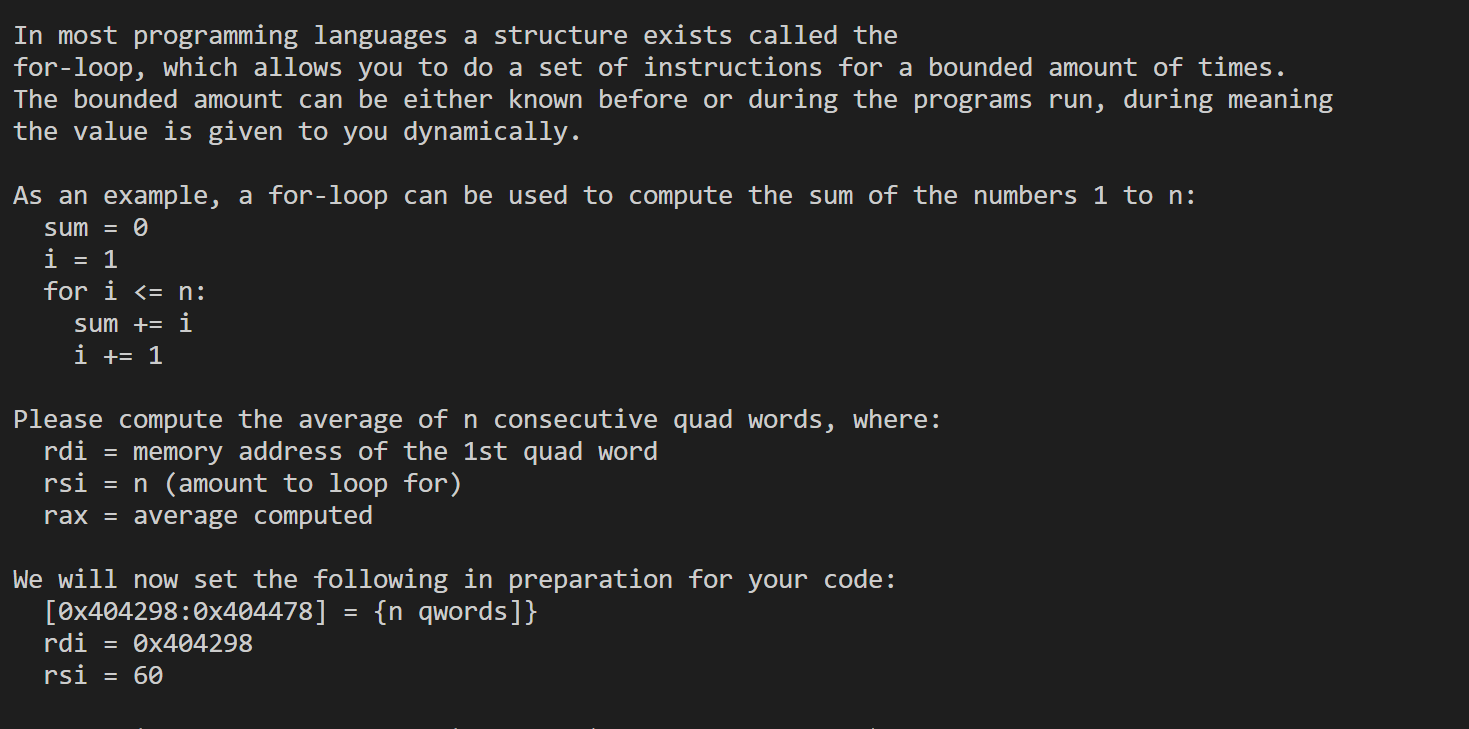 In most programming languages a structure exists called the
for-loop, which allows you to do a set of instructions for a bounded amount of times.
The bounded amount can be either known before or during the programs run, during meaning
the value is given to you dynamically.
As an example, a for-loop can be used to compute the sum of the numbers 1 to n:
sum = 0
i = 1
for i <= n:
sum += i
i += 1
Please compute the average of n consecutive quad words, where:
rdi = memory address of the 1st quad word
rsi = n (amount to loop for)
rax = average computed
We will now set the following in preparation for your code:
[0x404298:0x404478] = {n qwords]}
rdi = 0x404298
rsi = 60